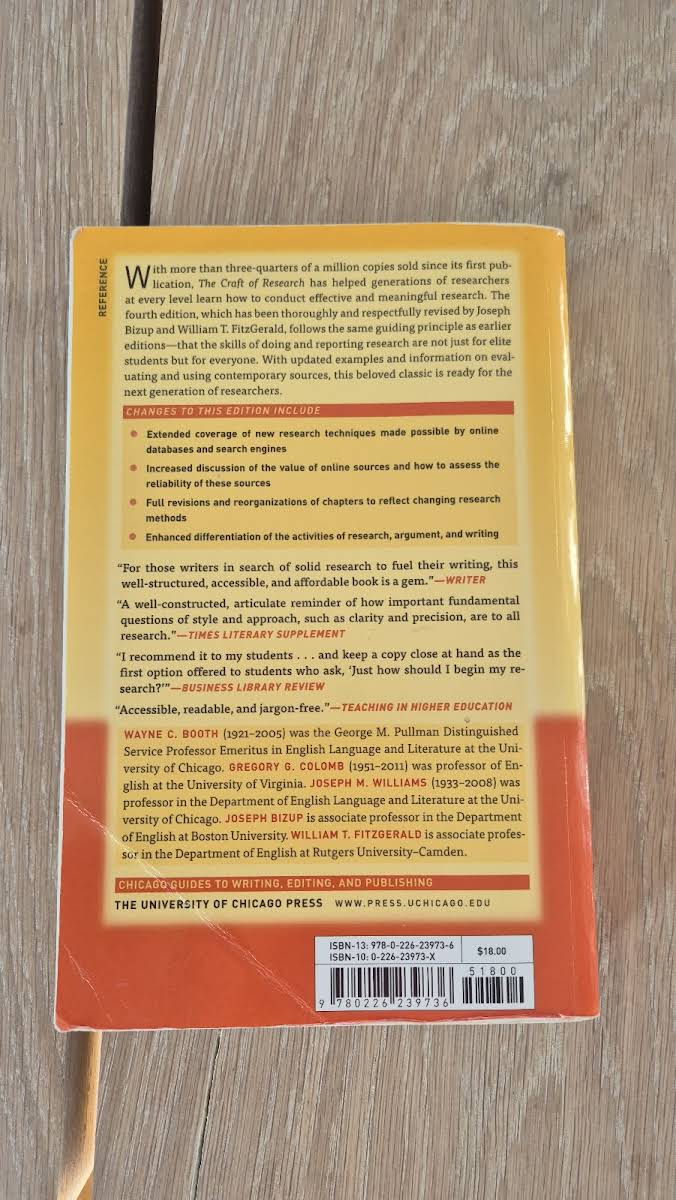 REFERENCE
With more than three-quarters of a million copies sold since its first pub-
lication, The Craft of Research has helped generations of researchers
at every level learn how to conduct effective and meaningful research. The
fourth edition, which has been thoroughly and respectfully revised by Joseph
Bizup and William T. FitzGerald, follows the same guiding principle as earlier
editions—that the skills of doing and reporting research are not just for elite
students but for everyone. With updated examples and information on eval-
uating and using contemporary sources, this beloved classic is ready for the
next generation of researchers.
CHANGES TO THIS EDITION INCLUDE
• Extended coverage of new research techniques made possible by online
databases and search engines
• Increased discussion of the value of online sources and how to assess the
reliability of these sources
• Full revisions and reorganizations of chapters to reflect changing research
methods
• Enhanced differentiation of the activities of research, argument, and writing
“For those writers in search of solid research to fuel their writing, this
well-structured, accessible, and affordable book is a gem.”—WRITER
“A well-constructed, articulate reminder of how important fundamental
questions of style and approach, such as clarity and precision, are to all
research.”—TIMES LITERARY SUPPLEMENT
“I recommend it to my students . . . and keep a copy close at hand as the
first option offered to students who ask, ‘Just how should I begin my re-
search?’”—BUSINESS LIBRARY REVIEW
“Accessible, readable, and jargon-free.”—TEACHING IN HIGHER EDUCATION
WAYNE C. BOOTH (1921–2005) was the George M. Pullman Distinguished
Service Professor Emeritus in English Language and Literature at the Uni-
versity of Chicago. GREGORY G. COLOMB (1951–2011) was professor of En-
glish at the University of Virginia. JOSEPH M. WILLIAMS (1933–2008) was
professor in the Department of English Language and Literature at the Uni-
versity of Chicago. JOSEPH BIZUP is associate professor in the Department
of English at Boston University. WILLIAM T. FITZGERALD is associate profes-
sor in the Department of English at Rutgers University–Camden.
CHICAGO GUIDES TO WRITING, EDITING, AND PUBLISHING
THE UNIVERSITY OF CHICAGO PRESS WWW.PRESS.UCHICAGO.EDU
ISBN-13: 978-0-226-23973-6
ISBN-10: 0-226-23973-X
$18.00
51800
9 780226 239736